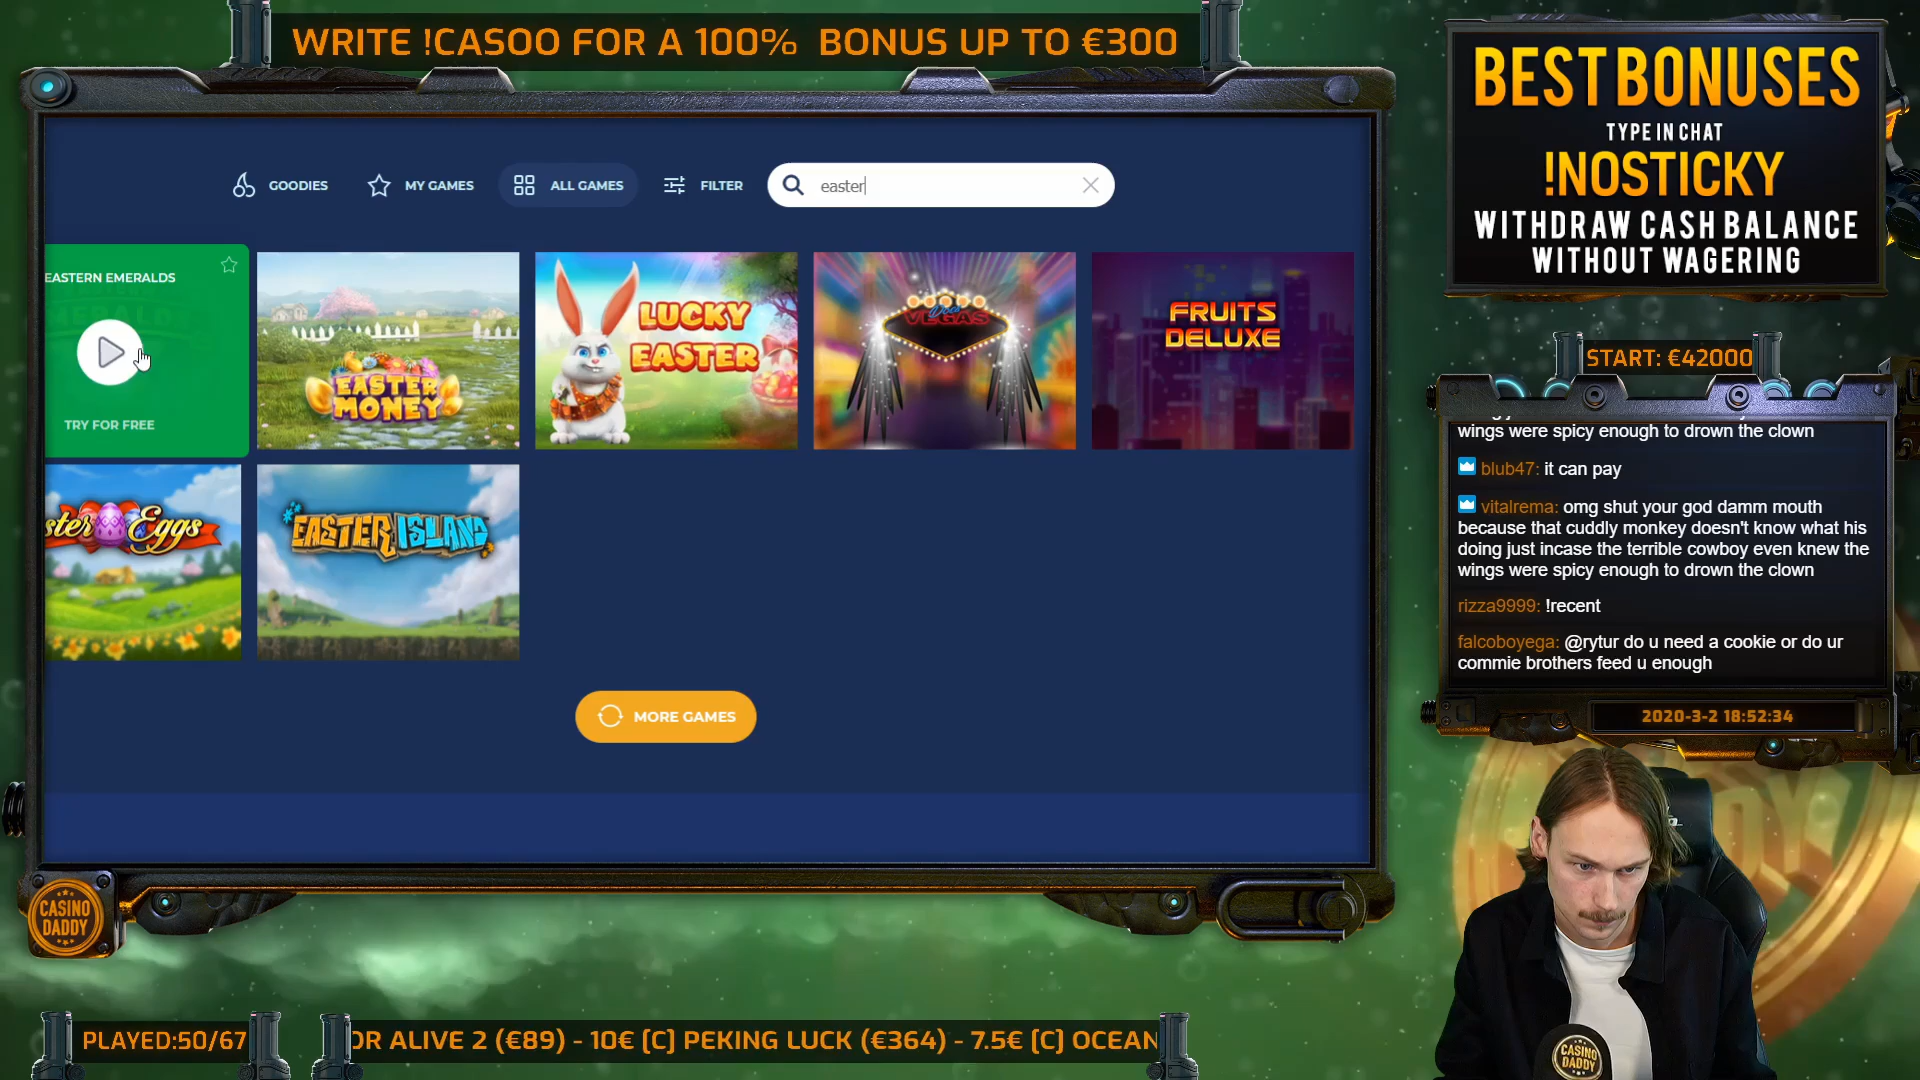 WRITE !CASOO FOR A 100% BONUS UP TO €300
BEST BONUSES
TYPE IN CHAT
!NOSTICKY
WITHDRAW CASH BALANCE
WITHOUT WAGERING
GOODIES
MY GAMES
ALL GAMES
FILTER
easter
EASTERN EMERALDS
TRY FOR FREE
EASTER
MONEY
LUCKY
EASTER
VEGAS
FRUITS
DELUXE
ster Eggs
EASTER ISLAND
MORE GAMES
START: €42000
wings were spicy enough to drown the clown
blub47: it can pay
vitalrema: omg shut your god damm mouth
because that cuddly monkey doesn't know what his
doing just incase the terrible cowboy even knew the
wings were spicy enough to drown the clown
rizza9999: !recent
falcoboyega: @rytur do u need a cookie or do ur
commie brothers feed u enough
2020-3-2 18:52:34
CASINO
DADDY
PLAYED:50/67
OR ALIVE 2 (€89) - 10€ [C] PEKING LUCK (€364) - 7.5€ [C] OCEAN
CASINO
DADDY